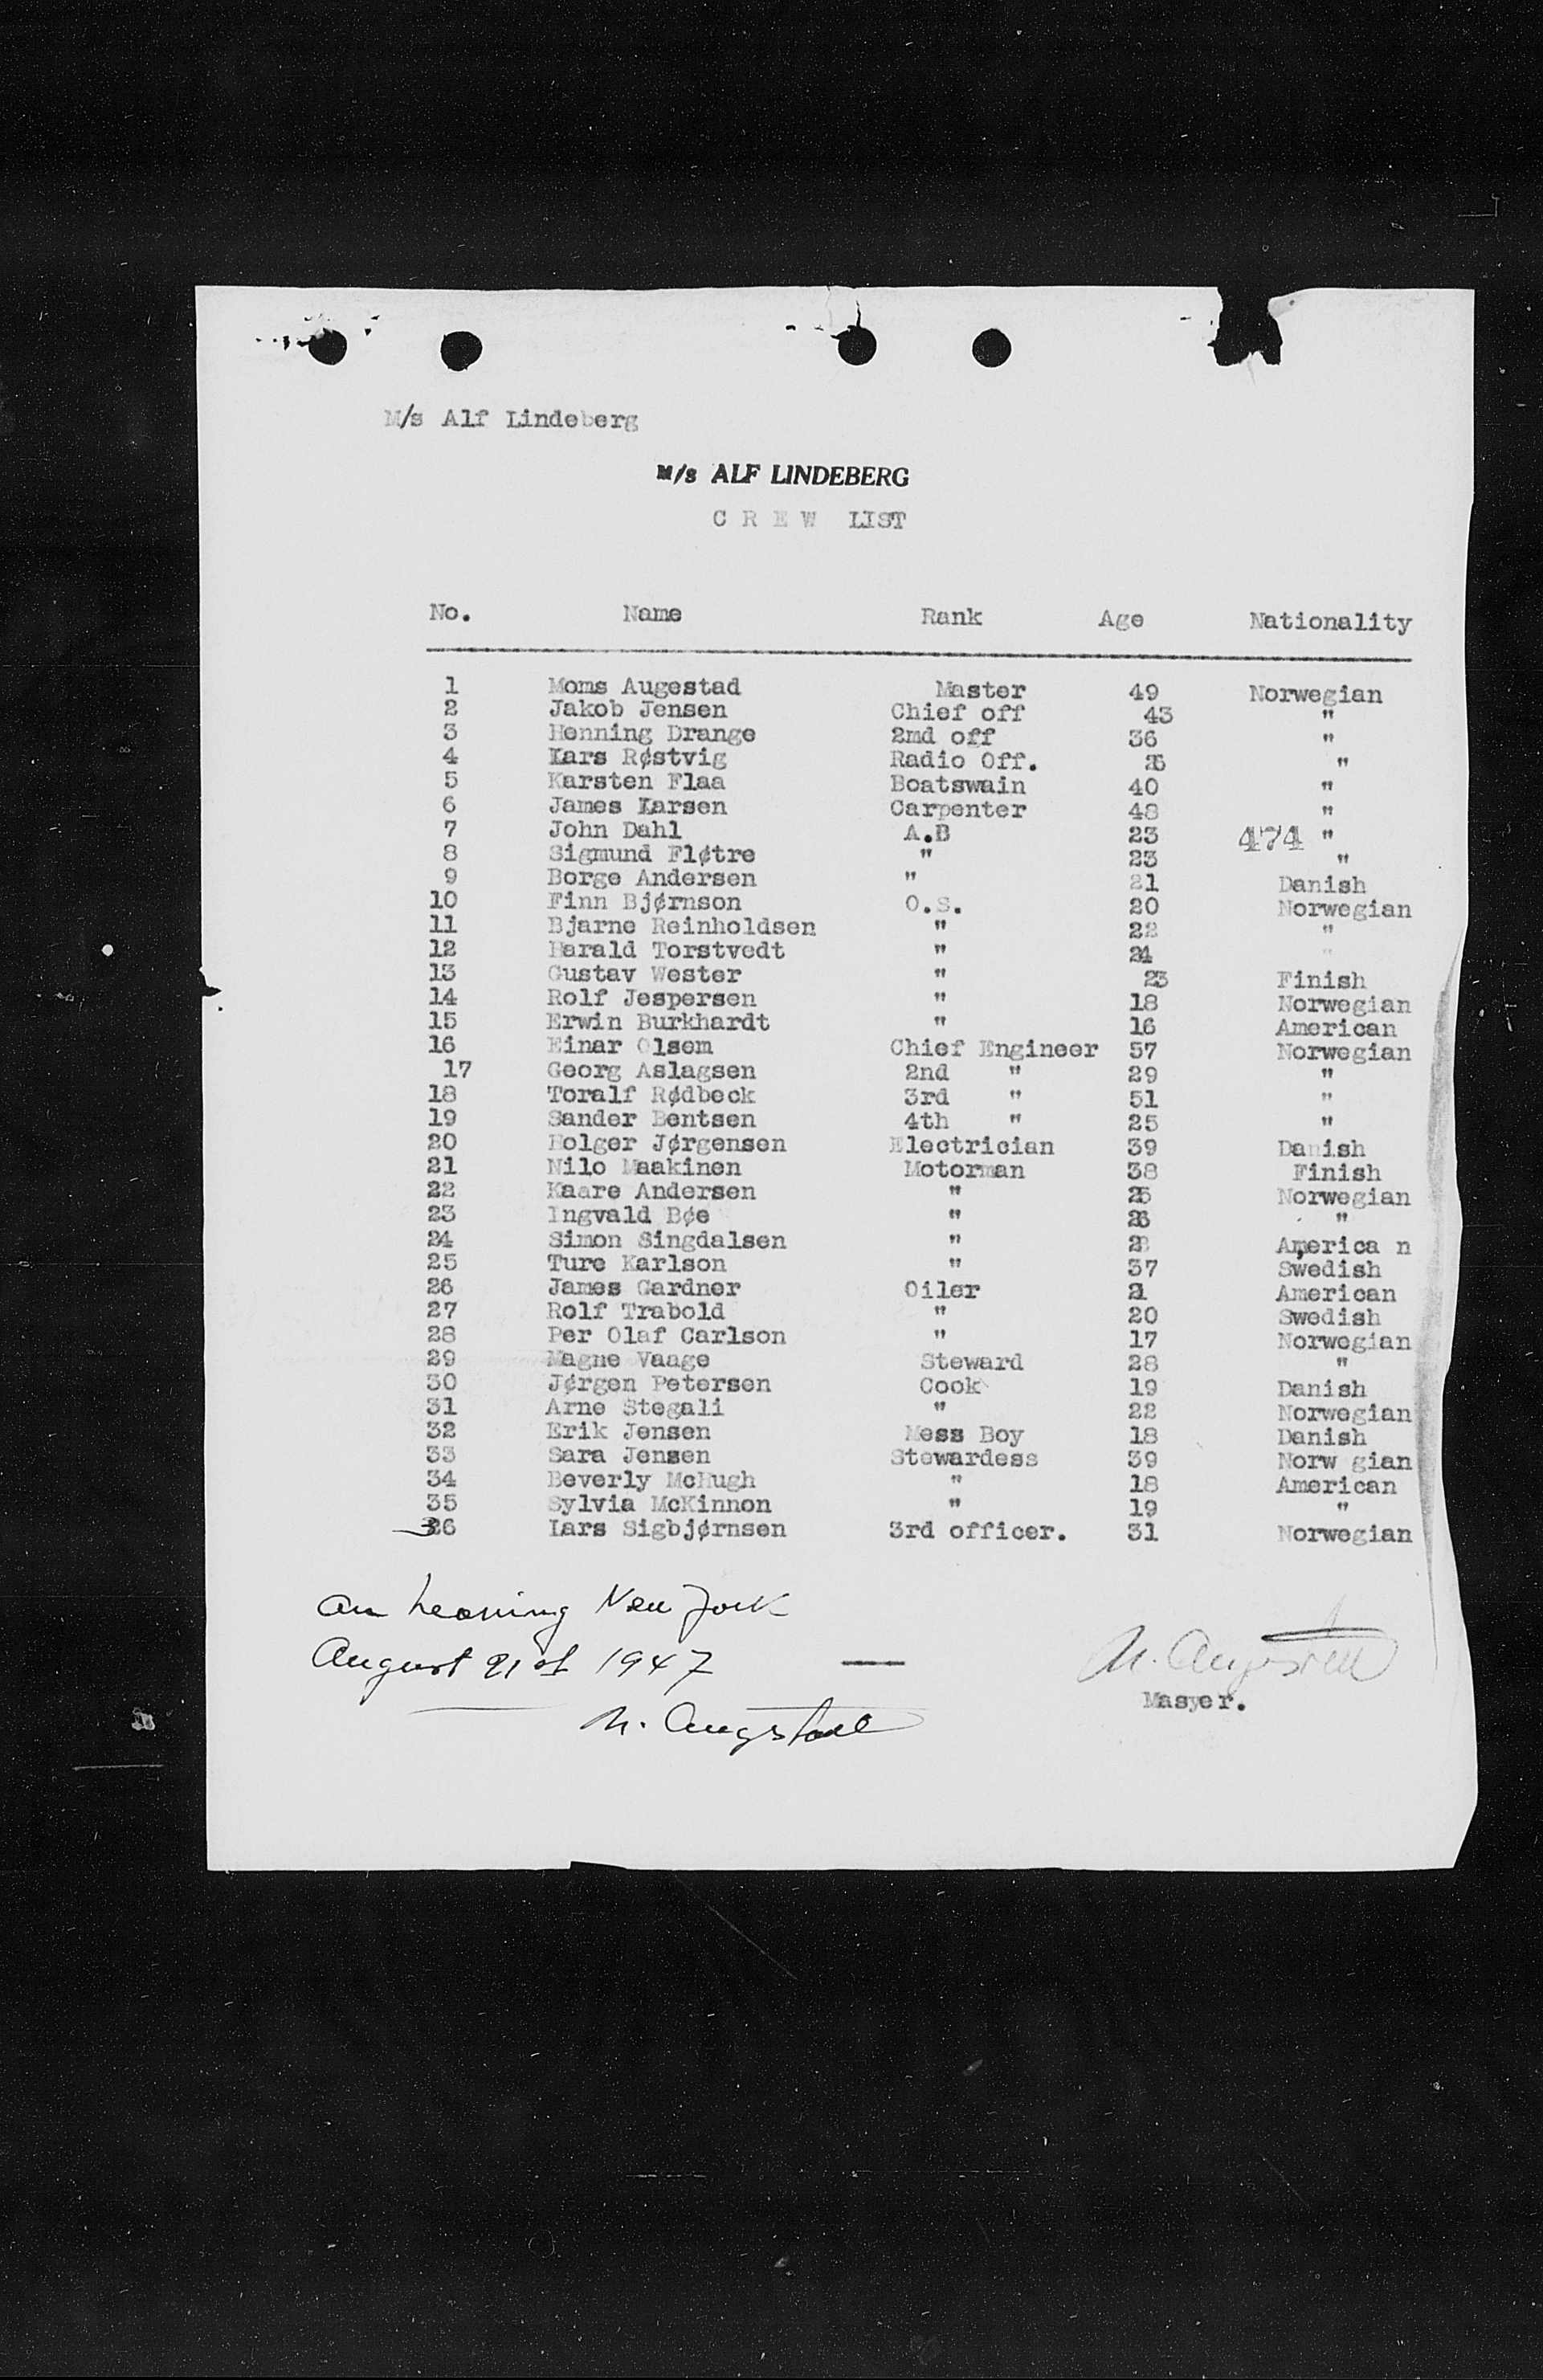 M/s Alf Lindeberg
M/s ALF LINDEBERG
C R E W LIST
No. Name Rank Age Nationality
1 Moms Augestad Master 49 Norwegian
2 Jakob Jensen Chief off 43 "
3 Henning Drange 2md off 36 "
4 Lars Røstvig Radio Off. "
5 Karsten Flaa Boatswain 40 "
6 James Larsen Carpenter 48 "
7 John Dahl A.B 23 474 "
8 Sigmund Fløtre " 23 "
9 Borge Andersen " 21 Danish
10 Finn Bjørnson O.S. 20 Norwegian
11 Bjarne Reinholdsen " 22 "
12 Harald Torstvedt " 24 "
13 Gustav Wester " 23 Finish
14 Rolf Jespersen " 18 Norwegian
15 Erwin Burkhardt " 16 American
16 Einar Olsem Chief Engineer 57 Norwegian
17 Georg Aslagsen 2nd " 29 "
18 Toralf Rødbeck 3rd " 51 "
19 Sander Bentsen 4th " 25 "
20 Holger Jørgensen Electrician 39 Danish
21 Nilo Maakinen Motorman 38 Finish
22 Kaare Andersen " Norwegian
23 Ingvald Bøe " "
24 Simon Singdalsen " America n
25 Ture Karlson " 37 Swedish
26 James Gardner Oiler 21 American
27 Rolf Trabold " 20 Swedish
28 Per Olaf Carlson " 17 Norwegian
29 Magne Vaage Steward 28 "
30 Jørgen Petersen Cook 19 Danish
31 Arne Stegali " 22 Norwegian
32 Erik Jensen Mess Boy 18 Danish
33 Sara Jensen Stewardess 39 Norw gian
34 Beverly McHugh " 18 American
35 Sylvia McKinnon " 19 "
36 Lars Sigbjørnsen 3rd officer. 31 Norwegian
on leaving New York
August 21st 1947
M. Augestad
M. Augestad
Masyer.